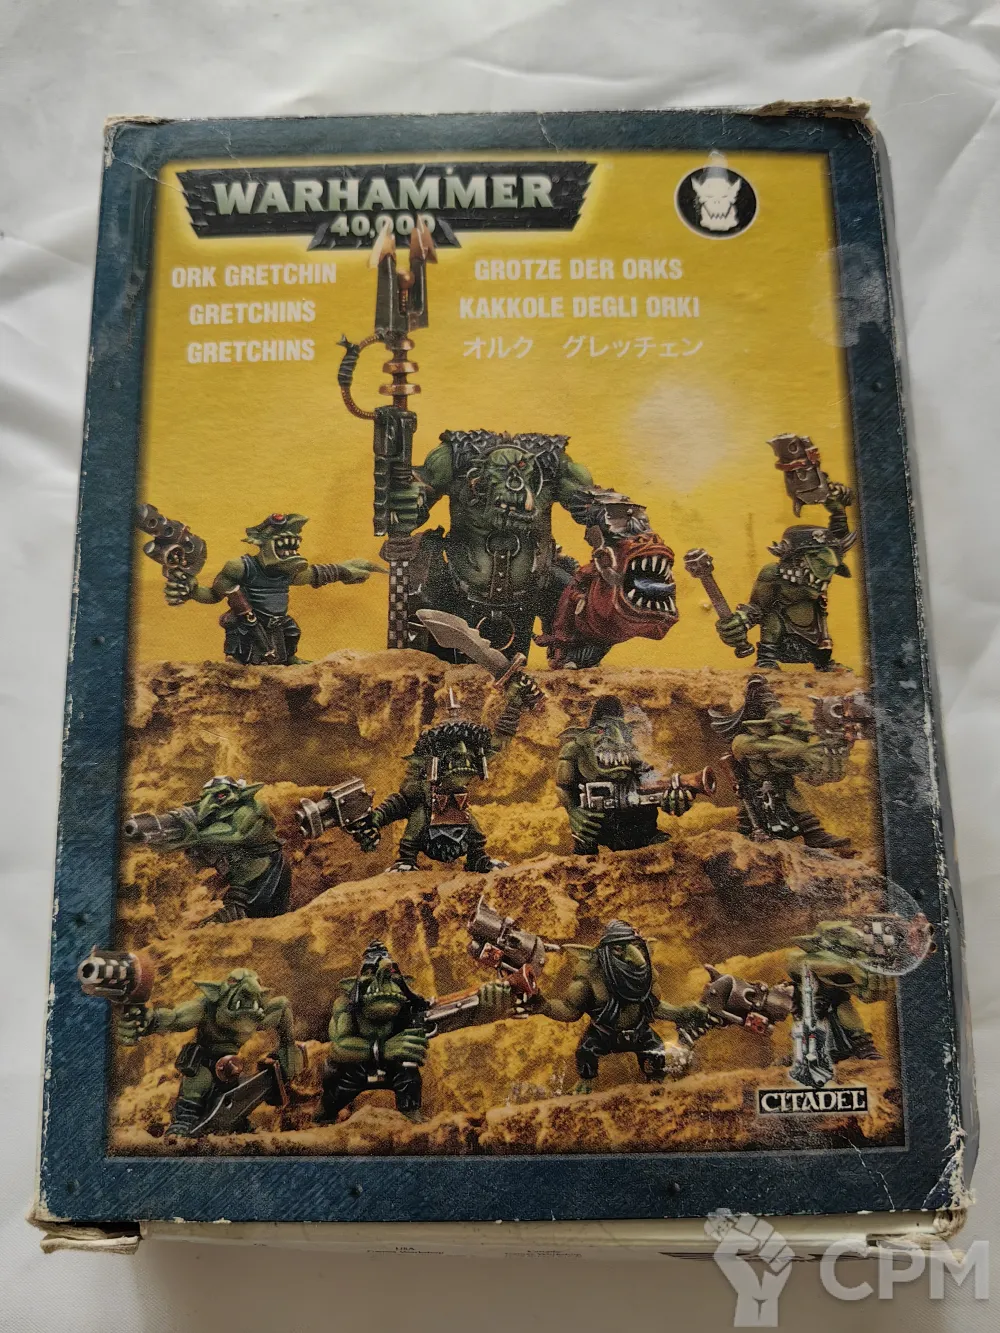 WARHAMMER
40,000
ORK GRETCHIN
GRETCHINS
GRETCHINS
GROTZE DER ORKS
KAKKOLE DEGLI ORKI
オルク グレッチェン
CITADEL
USA
CPM